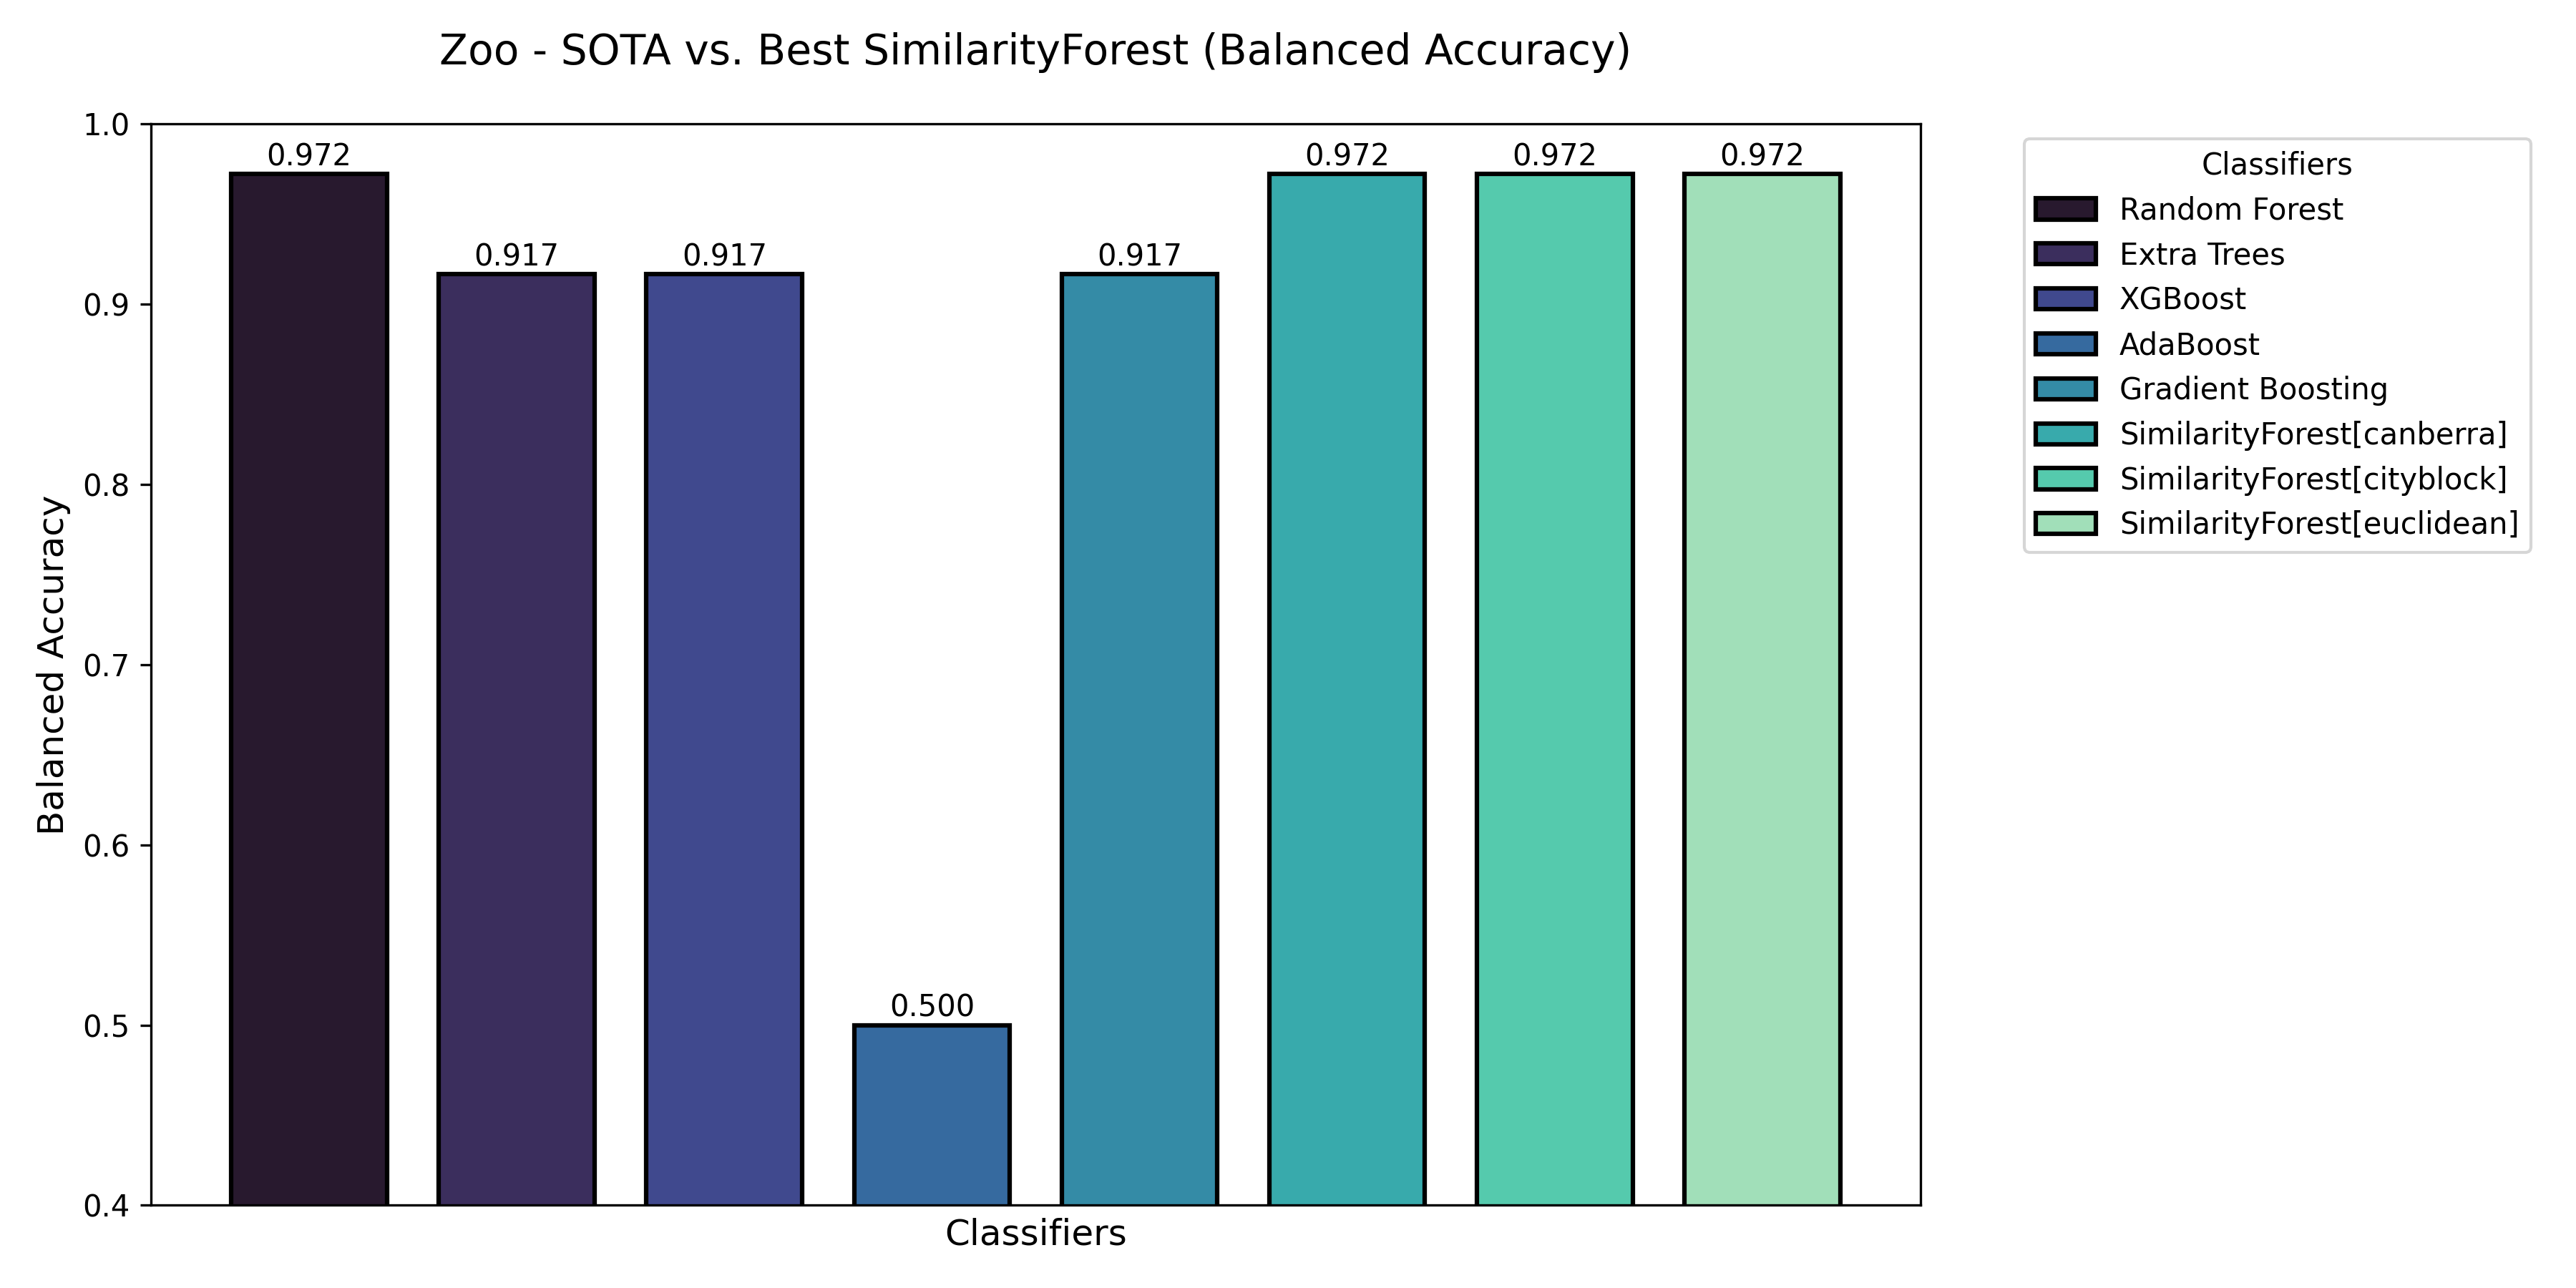 Zoo - SOTA vs. Best SimilarityForest (Balanced Accuracy)
Balanced Accuracy
1.0
0.9
0.8
0.7
0.6
0.5
0.4
0.972
0.917
0.917
0.500
0.917
0.972
0.972
0.972
Classifiers
Classifiers
Random Forest
Extra Trees
XGBoost
AdaBoost
Gradient Boosting
SimilarityForest[canberra]
SimilarityForest[cityblock]
SimilarityForest[euclidean]